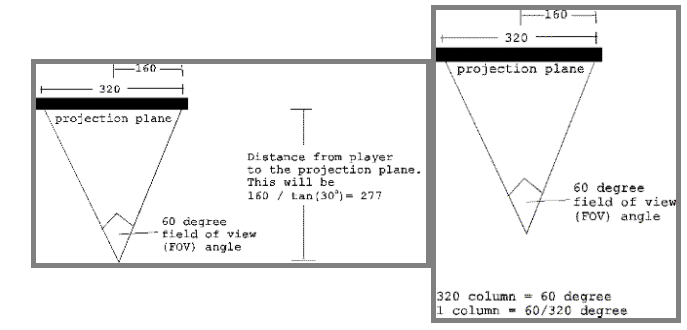 160
320
projection plane
Distance from player
to the projection plane.
This will be
160 / tan(30°)= 277
60 degree
field of view
(FOV) angle
160
320
projection plane
60 degree
field of view
(FOV) angle
320 column = 60 degree
1 column = 60/320 degree